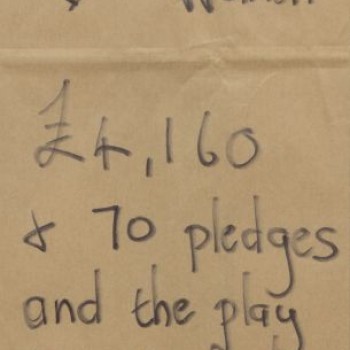 £4,160
& 70 pledges
and the play